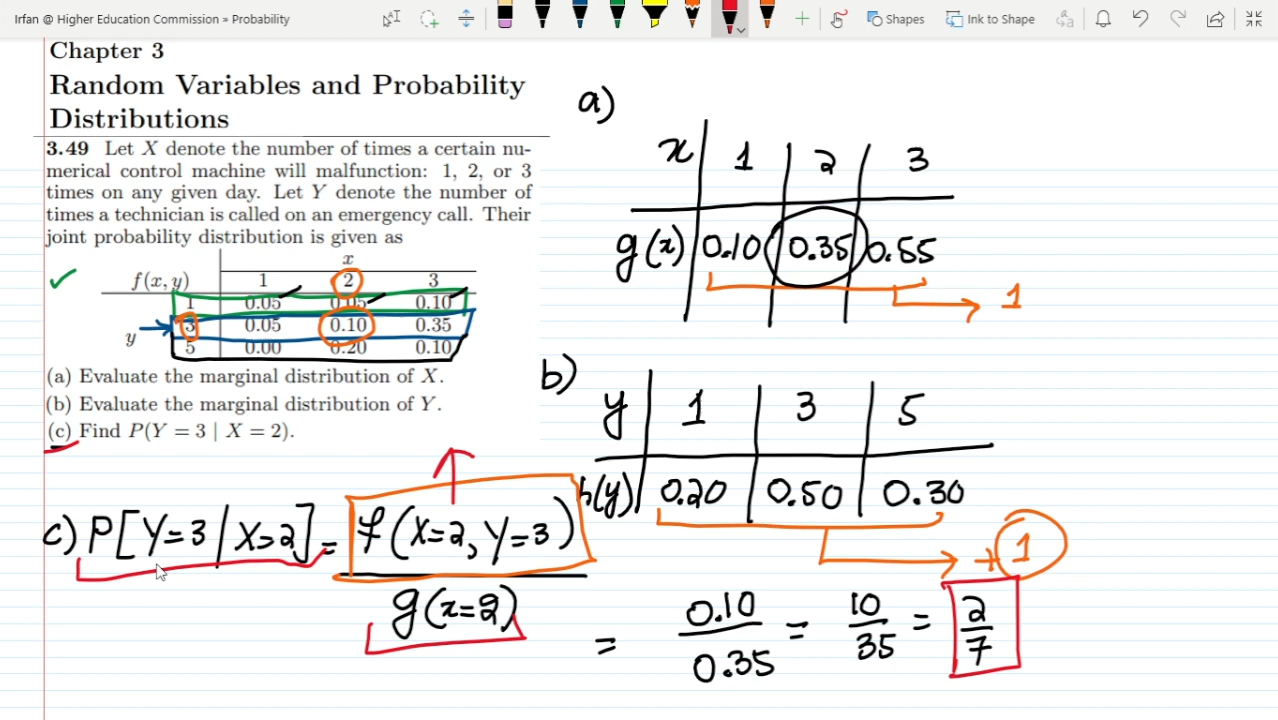 Irfan @ Higher Education Commission » Probability
Shapes
Ink to Shape
Chapter 3
Random Variables and Probability
Distributions
3.49 Let X denote the number of times a certain nu-
merical control machine will malfunction: 1, 2, or 3
times on any given day. Let Y denote the number of
times a technician is called on an emergency call. Their
joint probability distribution is given as
x
f(x, y) 1 2 3
1 0.05 0.05 0.10
y 3 0.05 0.10 0.35
5 0.00 0.20 0.10
(a) Evaluate the marginal distribution of X.
(b) Evaluate the marginal distribution of Y.
(c) Find P(Y = 3 | X = 2).
a)
x 1 2 3
g(x) 0.10 0.35 0.55
1
b)
y 1 3 5
h(y) 0.20 0.50 0.30
1
c) P[Y=3 | X=2] = f(X=2, Y=3)
g(x=2)
= 0.10 = 10 = 2
0.35 35 7